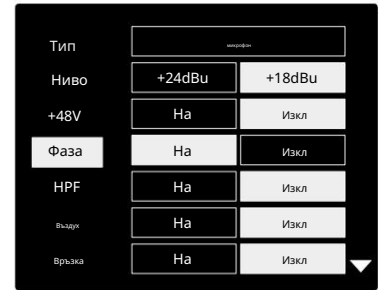 Тип микрофон
Ниво +24dBu +18dBu
+48V На Изкл
Фаза На Изкл
HPF На Изкл
Въздух На Изкл
Връзка На Изкл